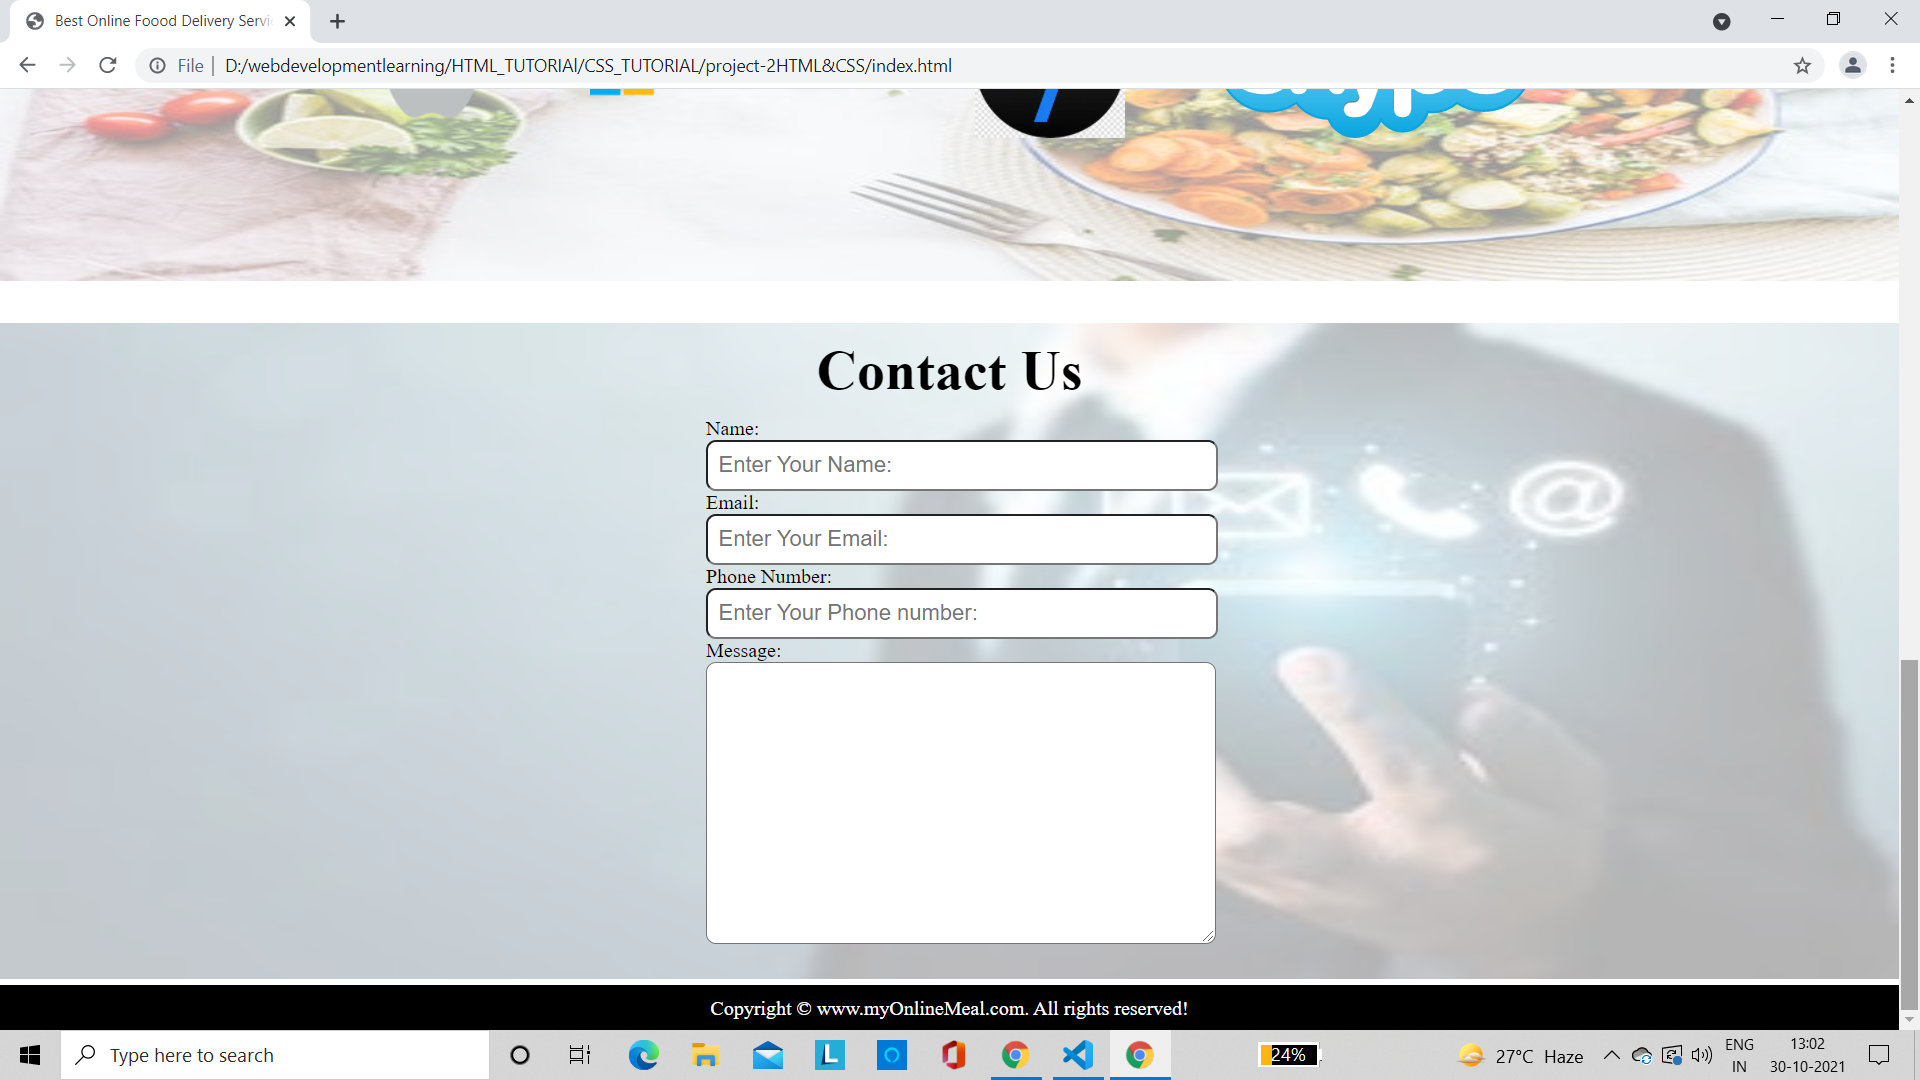 Best Online Foood Delivery Servi
File
D:/webdevelopmentlearning/HTML_TUTORIAl/CSS_TUTORIAL/project-2HTML&CSS/index.html
Contact Us
Name:
Enter Your Name:
Email:
Enter Your Email:
Phone Number:
Enter Your Phone number:
Message:
Copyright © www.myOnlineMeal.com. All rights reserved!
Type here to search
L
24%
27°C Haze
ENG
IN
13:02
30-10-2021